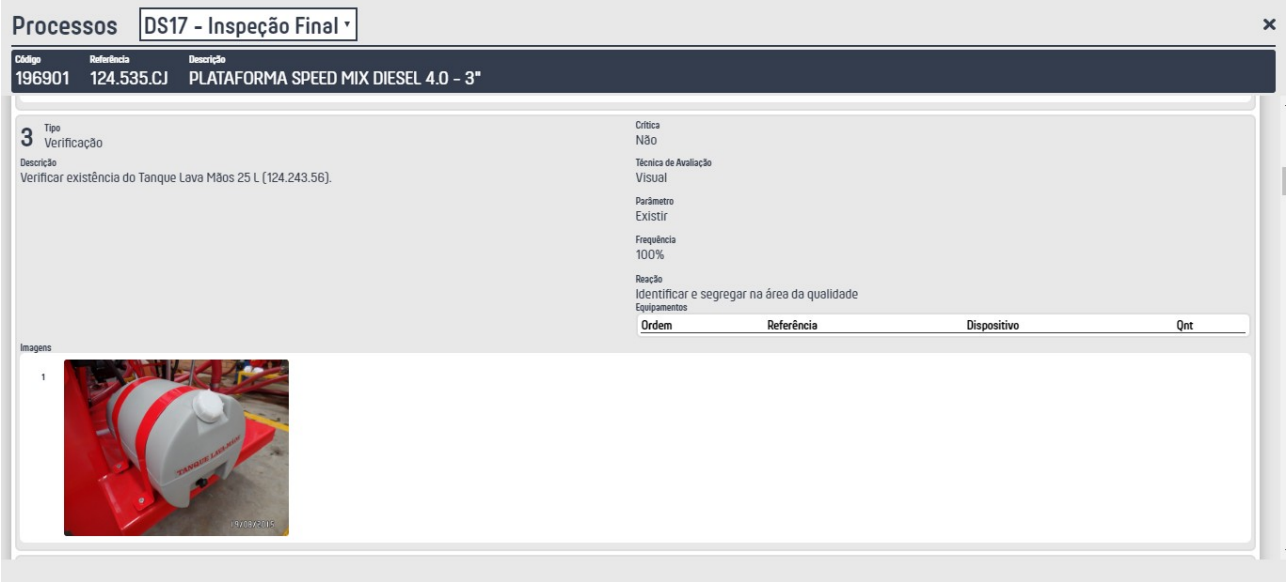 Processos DS17 - Inspeção Final
Código Referência Descrição
196901 124.535.CJ PLATAFORMA SPEED MIX DIESEL 4.0 - 3"
3 Tipo
Verificação
Descrição
Verificar existência do Tanque Lava Mãos 25 L (124.243.56).
Crítica
Não
Técnica de Avaliação
Visual
Parâmetro
Existir
Frequência
100%
Reação
Identificar e segregar na área da qualidade
Equipamentos
Ordem Referência Dispositivo Qnt
Imagens
1
TANQUE LAVA MÃOS
19/08/2015